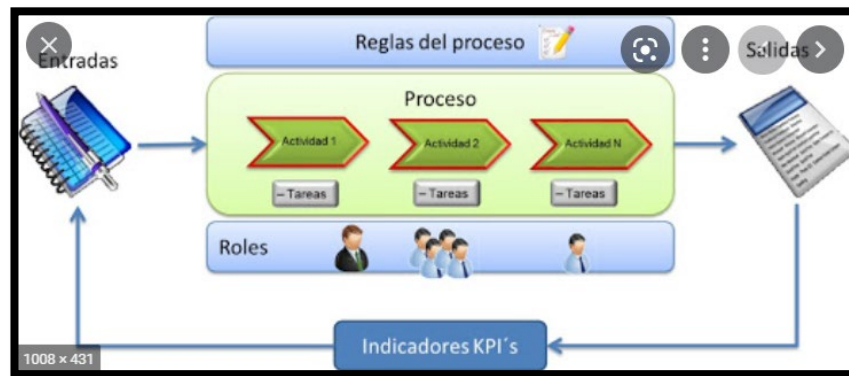 Reglas del proceso
Entradas
Salidas
Proceso
Actividad 1
Actividad 2
Actividad N
– Tareas
– Tareas
– Tareas
Roles
Indicadores KPI´s
1008 × 431